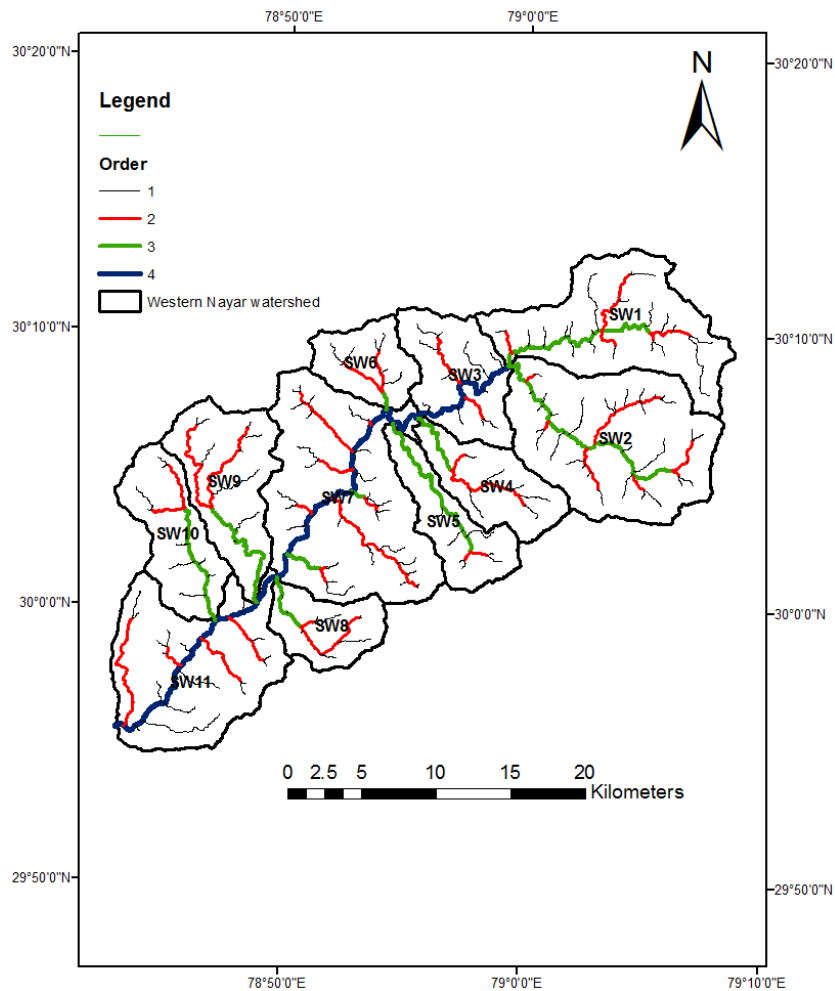 78°50'0"E 79°0'0"E
30°20'0"N
30°20'0"N
N
Legend
Order
1
2
3
4
Western Nayar watershed
30°10'0"N
30°10'0"N
SW1
SW6
SW3
SW2
SW9
SW4
SW7
SW5
SW10
30°0'0"N
30°0'0"N
SW8
SW11
0 2.5 5 10 15 20
Kilometers
29°50'0"N
29°50'0"N
78°50'0"E 79°0'0"E 79°10'0"E